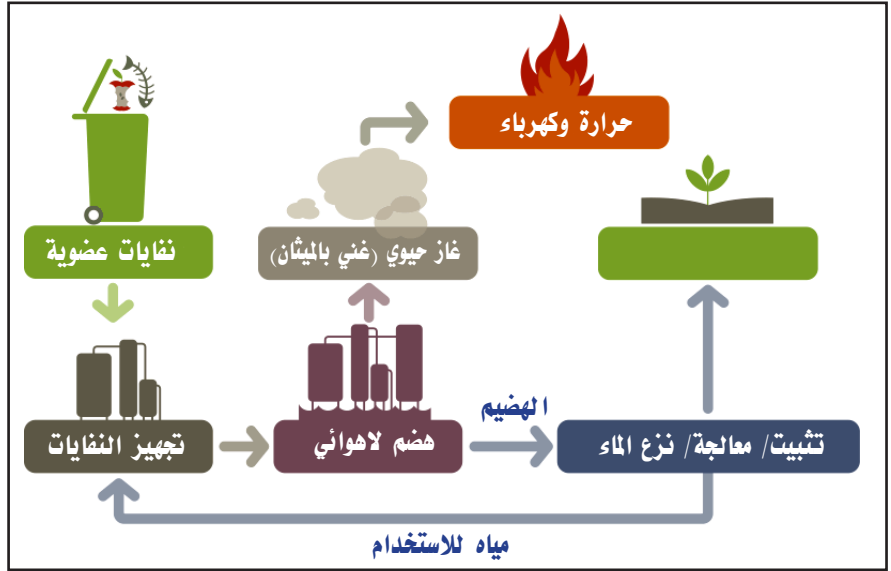 حرارة وكهرباء
نفايات عضوية
غاز حيوي (غني بالميثان)
الهضيم
تجهيز النفايات
هضم لاهوائي
تثبيت/ معالجة/ نزع الماء
مياه للاستخدام